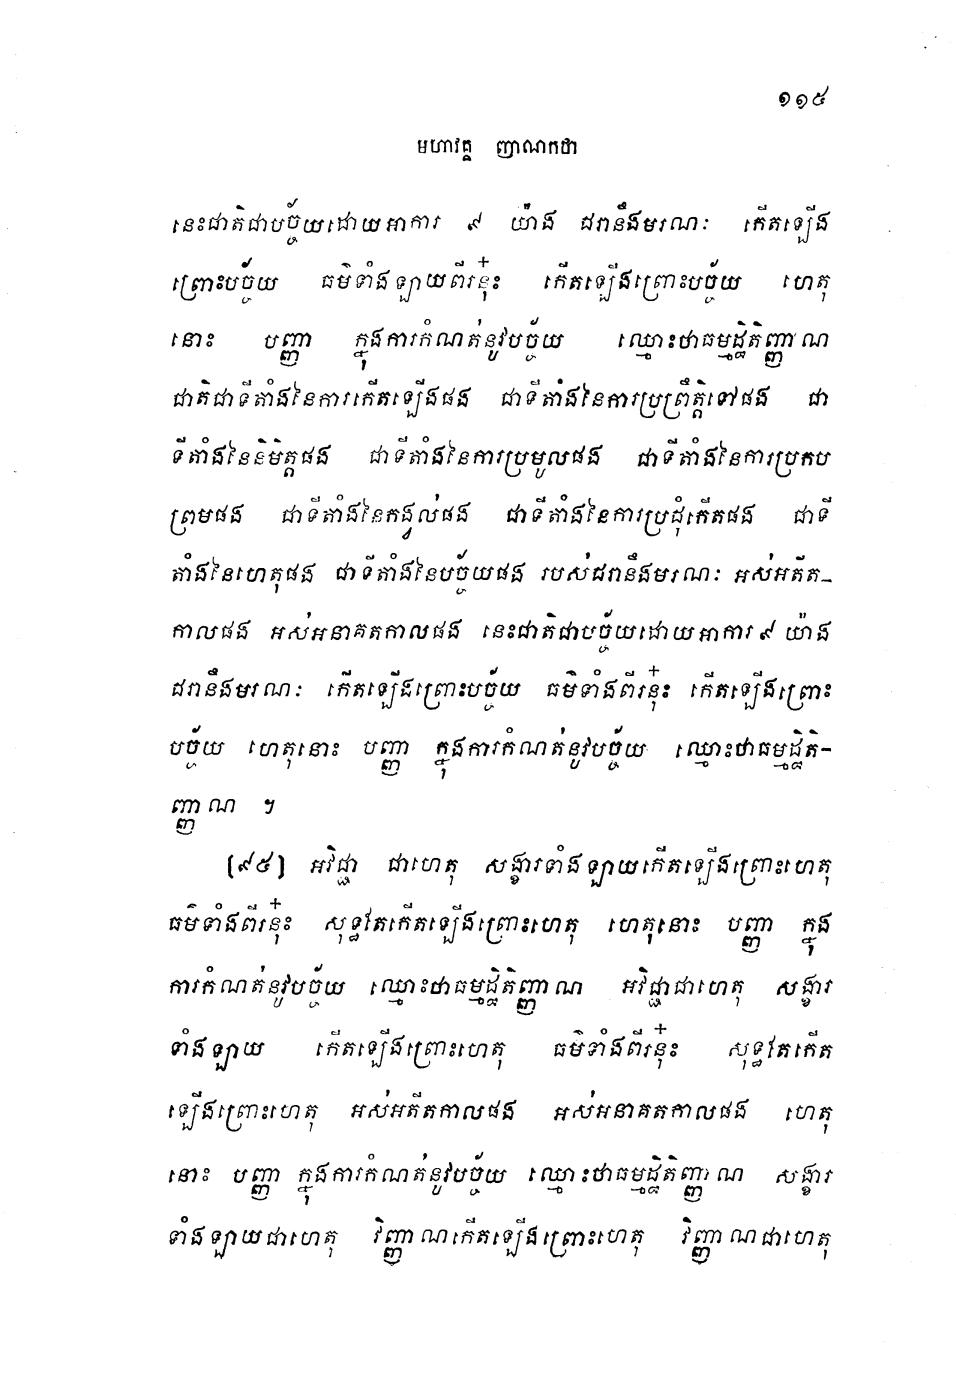 ១១៥
មហាវគ្គ ញាណកថា
នេះជាតិជាបច្ច័យដោយអាការ ៩ យ៉ាង ជរានឹងមរណៈ កើតឡើង
ព្រោះបច្ច័យ ធម៌ទាំងឡាយពីរនុ៎ះ កើតឡើងព្រោះបច្ច័យ ហេតុ
នោះ បញ្ញា ក្នុងការកំណត់នូវបច្ច័យ ឈ្មោះថាធម្មដ្ឋិតិញ្ញាណ
ជាតិជាទីតាំងនៃការកើតឡើងផង ជាទីតាំងនៃការប្រព្រឹត្តិទៅផង ជា
ទីតាំងនៃនិមិត្តផង ជាទីតាំងនៃការប្រមូលផង ជាទីតាំងនៃការប្រកប
ព្រមផង ជាទីតាំងនៃកង្វល់ផង ជាទីតាំងនៃការប្រជុំកើតផង ជាទី
តាំងនៃហេតុផង ជាទីតាំងនៃបច្ច័យផង របស់ជរានឹងមរណៈ អស់អតីត-
កាលផង អស់អនាគតកាលផង នេះជាតិជាបច្ច័យដោយអាការ ៩ យ៉ាង
ជរានឹងមរណៈ កើតឡើងព្រោះបច្ច័យ ធម៌ទាំងពីរនុ៎ះ កើតឡើងព្រោះ
បច្ច័យ ហេតុនោះ បញ្ញា ក្នុងការកំណត់នូវបច្ច័យ ឈ្មោះថាធម្មដ្ឋិតិ-
ញ្ញាណ ។
[៩៥] អវិជ្ជា ជាហេតុ សង្ខារទាំងឡាយកើតឡើងព្រោះហេតុ
ធម៌ទាំងពីរនុ៎ះ សុទ្ធតែកើតឡើងព្រោះហេតុ ហេតុនោះ បញ្ញា ក្នុង
ការកំណត់នូវបច្ច័យ ឈ្មោះថាធម្មដ្ឋិតិញ្ញាណ អវិជ្ជាជាហេតុ សង្ខារ
ទាំងឡាយ កើតឡើងព្រោះហេតុ ធម៌ទាំងពីរនុ៎ះ សុទ្ធតែកើត
ឡើងព្រោះហេតុ អស់អតីតកាលផង អស់អនាគតកាលផង ហេតុ
នោះ បញ្ញា ក្នុងការកំណត់នូវបច្ច័យ ឈ្មោះថាធម្មដ្ឋិតិញ្ញាណ សង្ខារ
ទាំងឡាយជាហេតុ វិញ្ញាណកើតឡើងព្រោះហេតុ វិញ្ញាណជាហេតុ